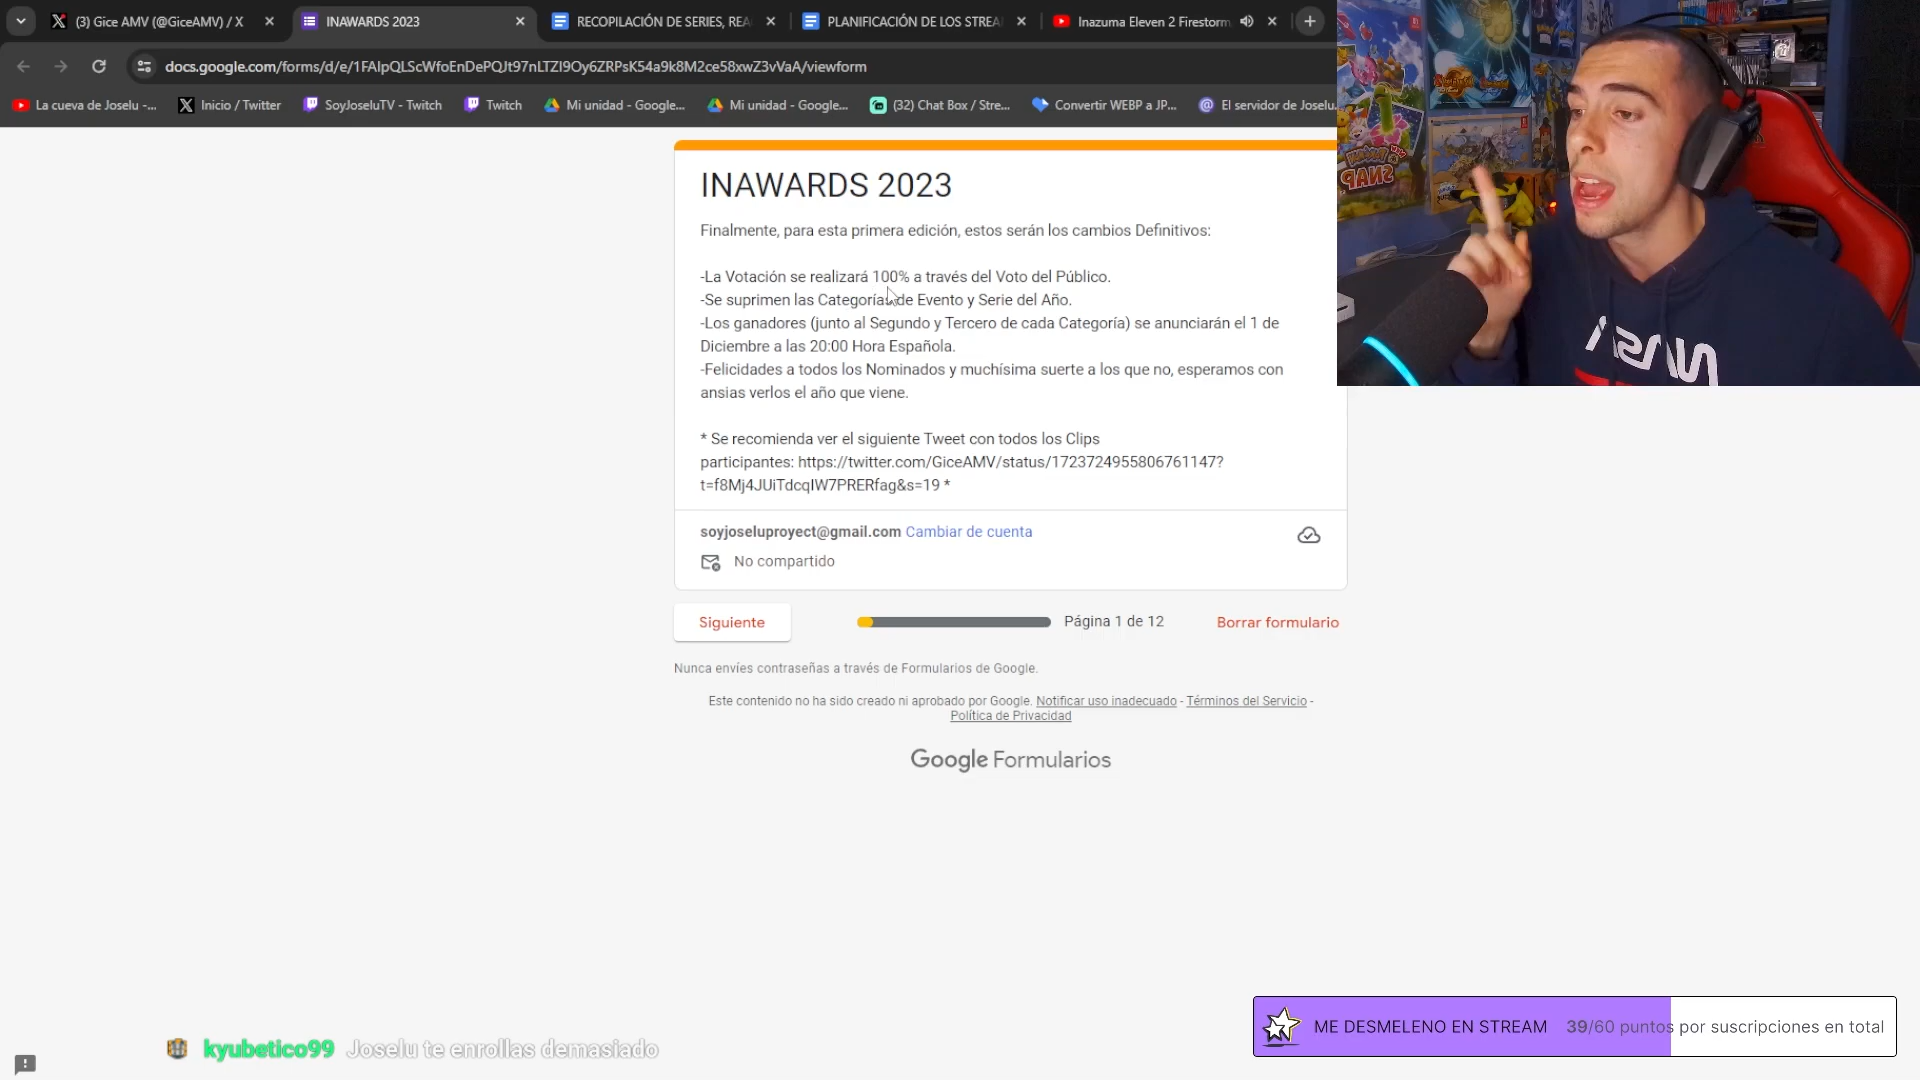 (3) Gice AMV (@GiceAMV) / X
INAWARDS 2023
RECOPILACIÓN DE SERIES, REA
PLANIFICACIÓN DE LOS STREA
Inazuma Eleven 2 Firestorm
docs.google.com/forms/d/e/1FAIpQLScWfoEnDePQJt97nLTZI9Oy6ZRPsK54a9k8M2ce58xwZ3vVaA/viewform
La cueva de Joselu -...
Inicio / Twitter
SoyJoseluTV - Twitch
Twitch
Mi unidad - Google...
Mi unidad - Google...
(32) Chat Box / Stre...
Convertir WEBP a JP...
El servidor de Joselu
INAWARDS 2023
Finalmente, para esta primera edición, estos serán los cambios Definitivos:
-La Votación se realizará 100% a través del Voto del Público.
-Se suprimen las Categorías de Evento y Serie del Año.
-Los ganadores (junto al Segundo y Tercero de cada Categoría) se anunciarán el 1 de
Diciembre a las 20:00 Hora Española.
-Felicidades a todos los Nominados y muchísima suerte a los que no, esperamos con
ansias verlos el año que viene.
* Se recomienda ver el siguiente Tweet con todos los Clips
participantes: https://twitter.com/GiceAMV/status/1723724955806761147?
t=f8Mj4JUiTdcqIW7PRERfag&s=19 *
soyjoseluproyect@gmail.com Cambiar de cuenta
No compartido
Siguiente
Página 1 de 12
Borrar formulario
Nunca envíes contraseñas a través de Formularios de Google.
Este contenido no ha sido creado ni aprobado por Google. Notificar uso inadecuado - Términos del Servicio -
Política de Privacidad
Google Formularios
SNAP
NASA
kyubetico99 Joselu te enrollas demasiado
ME DESMELENO EN STREAM 39/60 puntos por suscripciones en total